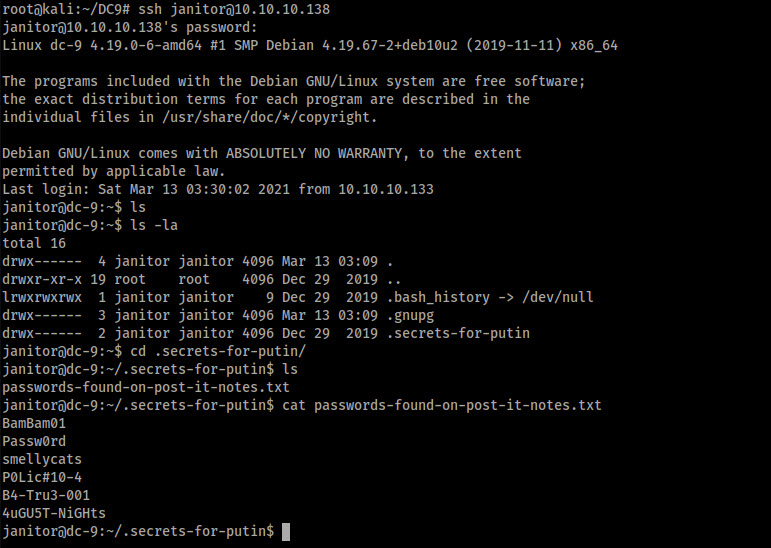 root@kali:~/DC9# ssh janitor@10.10.10.138
janitor@10.10.10.138's password:
Linux dc-9 4.19.0-6-amd64 #1 SMP Debian 4.19.67-2+deb10u2 (2019-11-11) x86_64

The programs included with the Debian GNU/Linux system are free software;
the exact distribution terms for each program are described in the
individual files in /usr/share/doc/*/copyright.

Debian GNU/Linux comes with ABSOLUTELY NO WARRANTY, to the extent
permitted by applicable law.
Last login: Sat Mar 13 03:30:02 2021 from 10.10.10.133
janitor@dc-9:~$ ls
janitor@dc-9:~$ ls -la
total 16
drwx------  4 janitor janitor 4096 Mar 13 03:09 .
drwxr-xr-x 19 root    root    4096 Dec 29  2019 ..
lrwxrwxrwx  1 janitor janitor    9 Dec 29  2019 .bash_history -> /dev/null
drwx------  3 janitor janitor 4096 Mar 13 03:09 .gnupg
drwx------  2 janitor janitor 4096 Dec 29  2019 .secrets-for-putin
janitor@dc-9:~$ cd .secrets-for-putin/
janitor@dc-9:~/.secrets-for-putin$ ls
passwords-found-on-post-it-notes.txt
janitor@dc-9:~/.secrets-for-putin$ cat passwords-found-on-post-it-notes.txt
BamBam01
Passw0rd
smellycats
P0Lic#10-4
B4-Tru3-001
4uGU5T-NiGHts
janitor@dc-9:~/.secrets-for-putin$